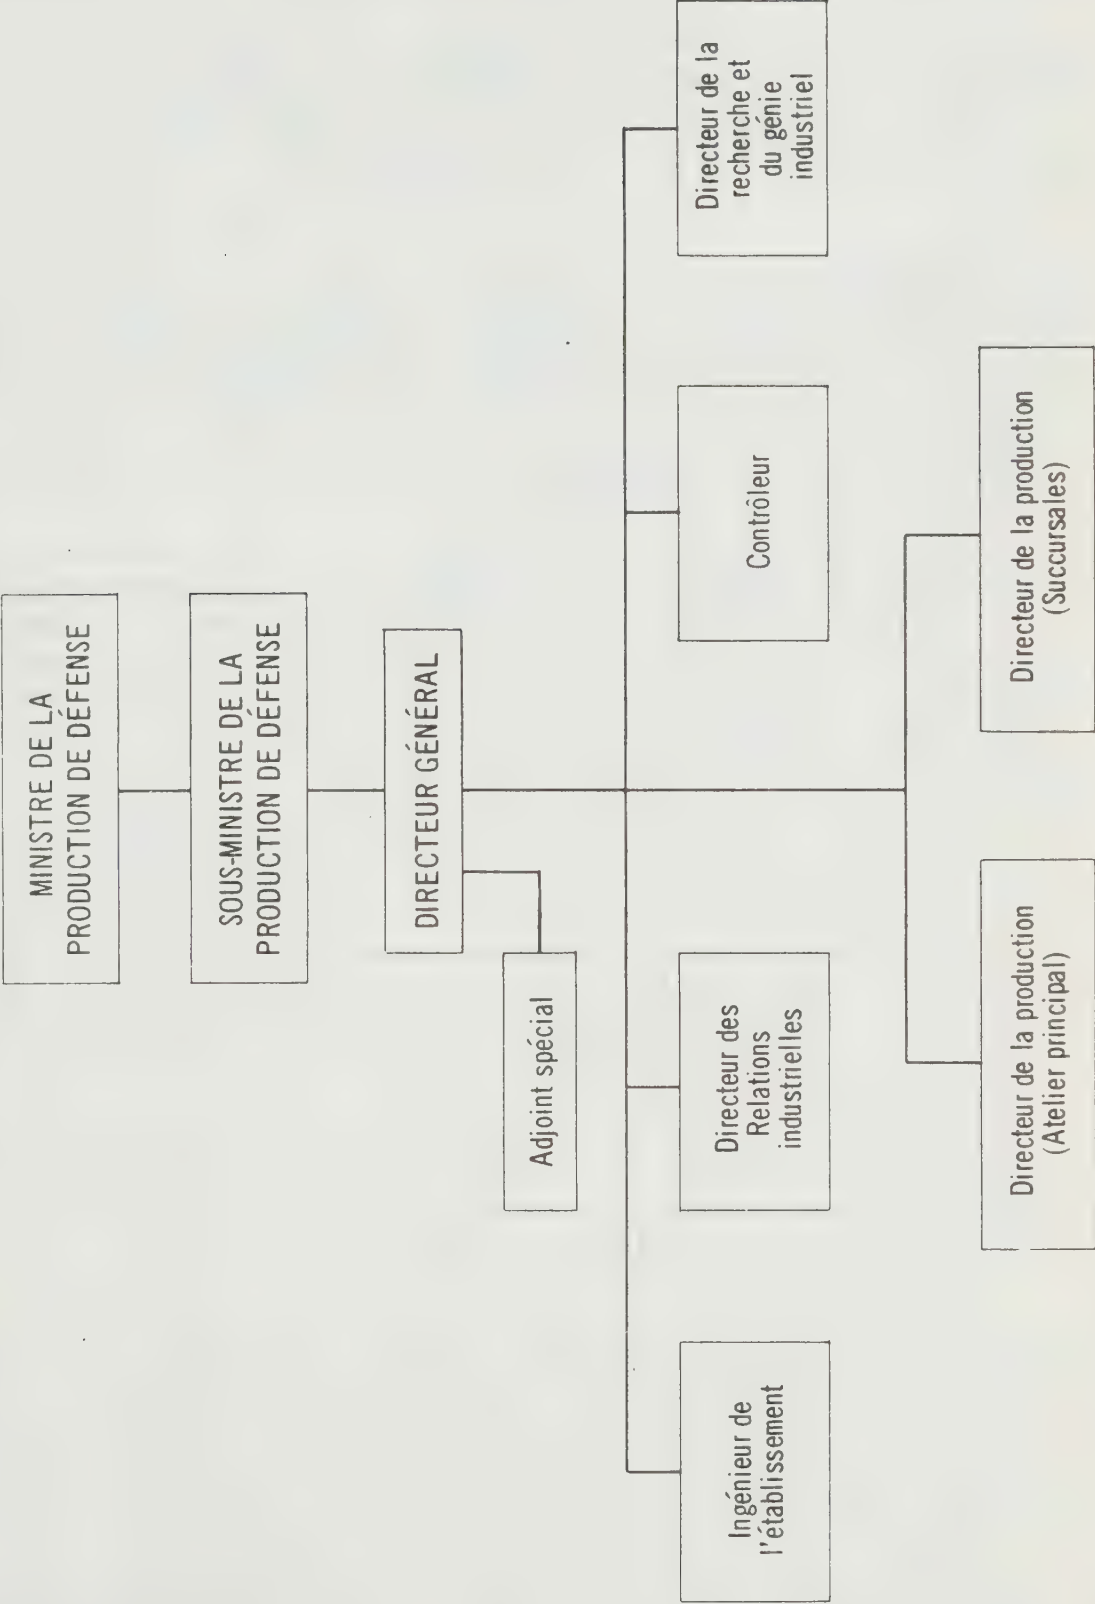 MINISTRE DE LA
PRODUCTION DE DÉFENSE
SOUS-MINISTRE DE LA
PRODUCTION DE DÉFENSE
DIRECTEUR GÉNÉRAL
Adjoint spécial
Ingénieur de
l'établissement
Directeur des
Relations
industrielles
Contrôleur
Directeur de la
recherche et
du génie
industriel
Directeur de la production
(Atelier principal)
Directeur de la production
(Succursales)